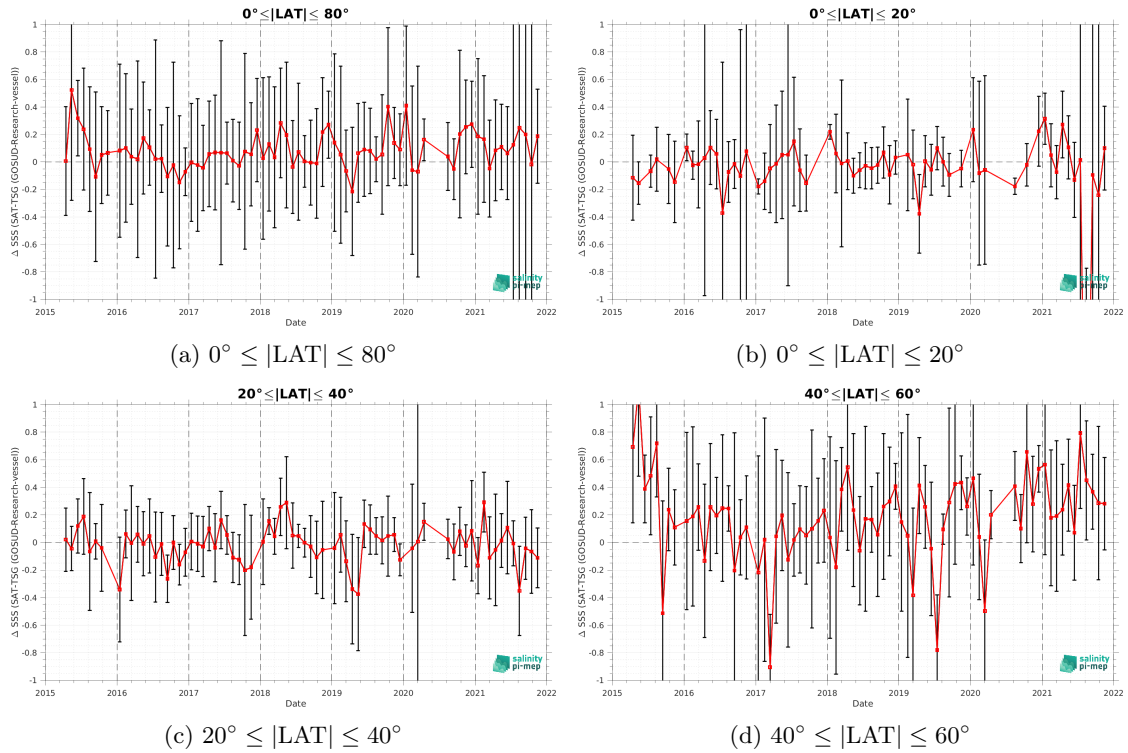 0°≤|LAT|≤ 80°
Δ SSS (SAT-TSG (GOSUD-Research-vessel))
1
0.8
0.6
0.4
0.2
0
-0.2
-0.4
-0.6
-0.8
-1
2015 2016 2017 2018 2019 2020 2021 2022
Date
salinity
pi-mep
(a) 0° ≤ |LAT| ≤ 80°
0°≤|LAT|≤ 20°
Δ SSS (SAT-TSG (GOSUD-Research-vessel))
1
0.8
0.6
0.4
0.2
0
-0.2
-0.4
-0.6
-0.8
-1
2015 2016 2017 2018 2019 2020 2021 2022
Date
salinity
pi-mep
(b) 0° ≤ |LAT| ≤ 20°
20°≤|LAT|≤ 40°
Δ SSS (SAT-TSG (GOSUD-Research-vessel))
1
0.8
0.6
0.4
0.2
0
-0.2
-0.4
-0.6
-0.8
-1
2015 2016 2017 2018 2019 2020 2021 2022
Date
salinity
pi-mep
(c) 20° ≤ |LAT| ≤ 40°
40°≤|LAT|≤ 60°
Δ SSS (SAT-TSG (GOSUD-Research-vessel))
1
0.8
0.6
0.4
0.2
0
-0.2
-0.4
-0.6
-0.8
-1
2015 2016 2017 2018 2019 2020 2021 2022
Date
salinity
pi-mep
(d) 40° ≤ |LAT| ≤ 60°